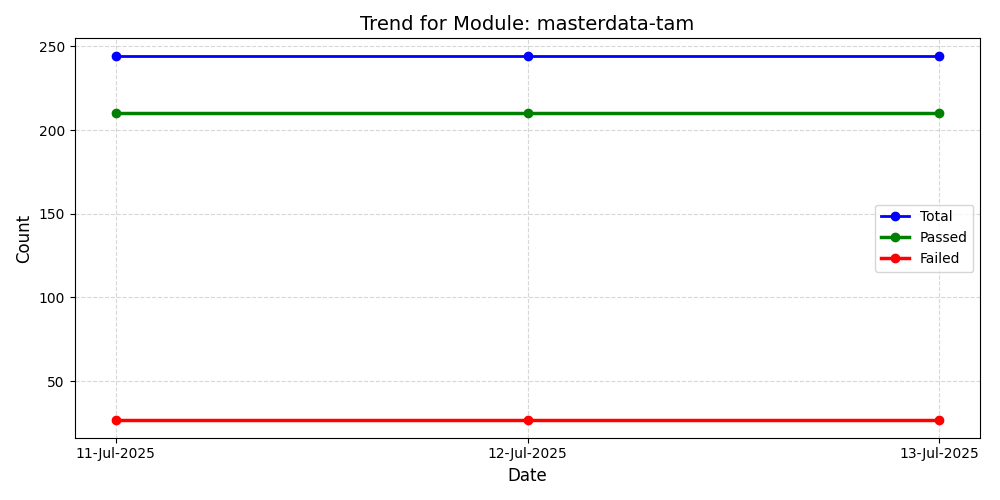 Trend for Module: masterdata-tam
250
200
150
100
50
Count
Total
Passed
Failed
11-Jul-2025
12-Jul-2025
13-Jul-2025
Date